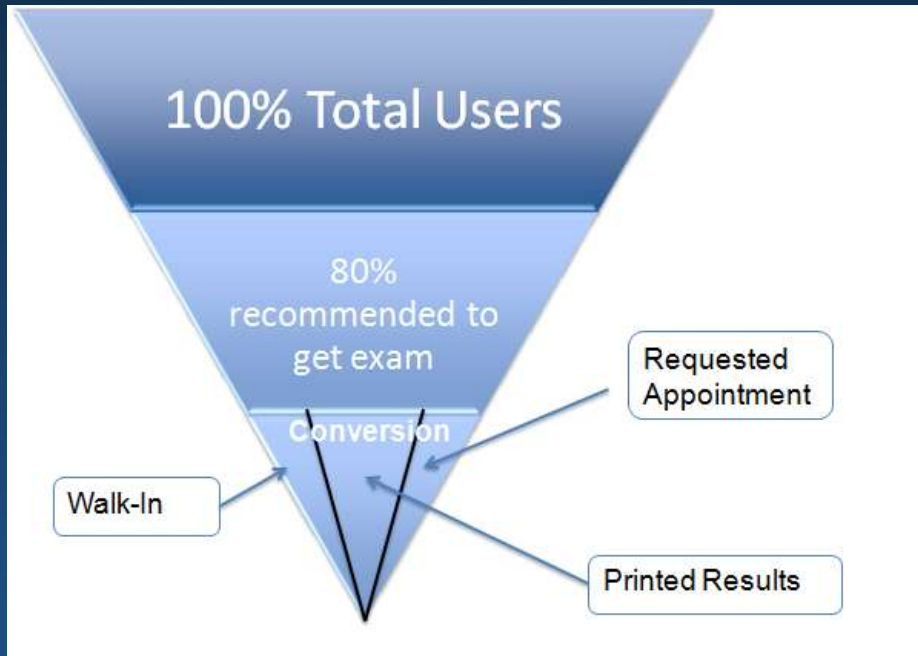 100% Total Users
80%
recommended to
get exam
Conversion
Requested
Appointment
Walk-In
Printed Results